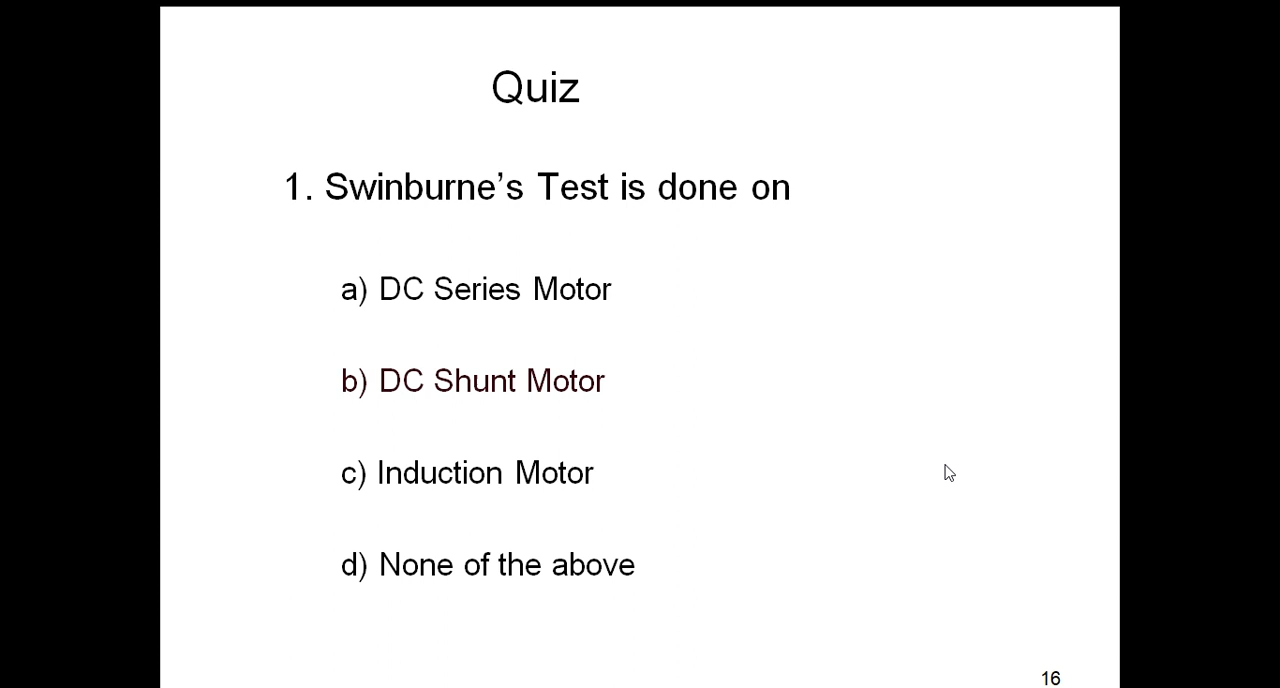 Quiz
1. Swinburne’s Test is done on
a) DC Series Motor
b) DC Shunt Motor
c) Induction Motor
d) None of the above
16